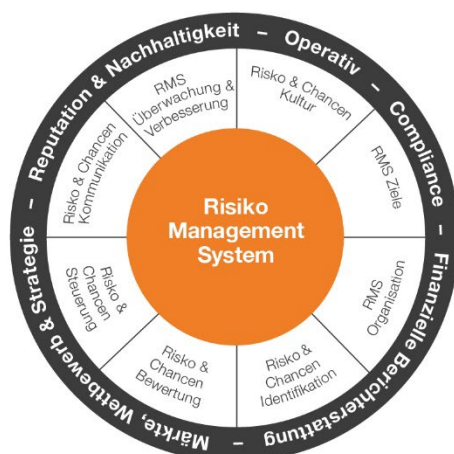 Reputation & Nachhaltigkeit – Operativ – Compliance – Finanzielle Berichterstattung – Märkte, Wettbewerb & Strategie –
RMS
Überwachung &
Verbesserung
Risiko & Chancen
Kultur
RMS Ziele
RMS
Organisation
Risiko &
Chancen
Identifikation
Risiko &
Chancen
Bewertung
Risiko &
Chancen
Steuerung
Risiko & Chancen
Kommunikation
Risiko
Management
System